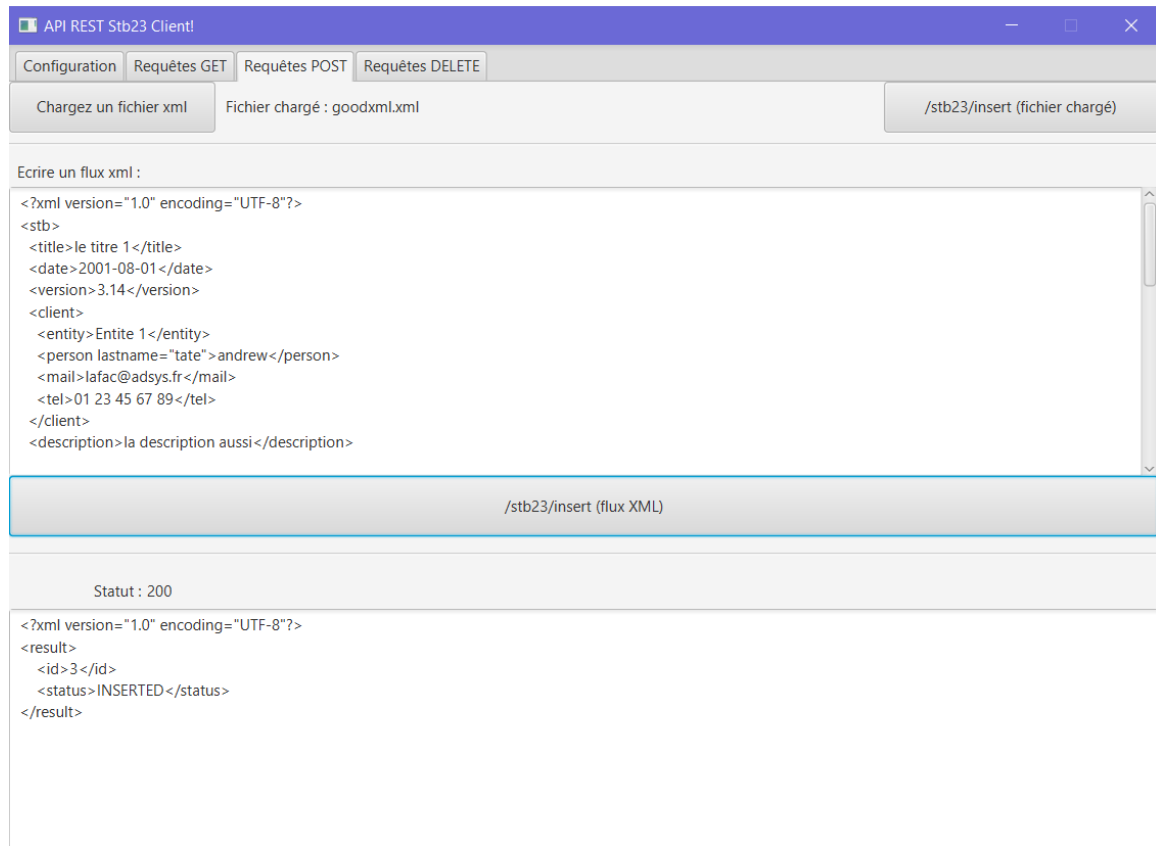 API REST Stb23 Client!
Configuration Requêtes GET Requêtes POST Requêtes DELETE
Chargez un fichier xml Fichier chargé : goodxml.xml /stb23/insert (fichier chargé)
Ecrire un flux xml :
<?xml version="1.0" encoding="UTF-8"?>
<stb>
<title>le titre 1</title>
<date>2001-08-01</date>
<version>3.14</version>
<client>
<entity>Entite 1</entity>
<person lastname="tate">andrew</person>
<mail>lafac@adsys.fr</mail>
<tel>01 23 45 67 89</tel>
</client>
<description>la description aussi</description>
/stb23/insert (flux XML)
Statut : 200
<?xml version="1.0" encoding="UTF-8"?>
<result>
<id>3</id>
<status>INSERTED</status>
</result>